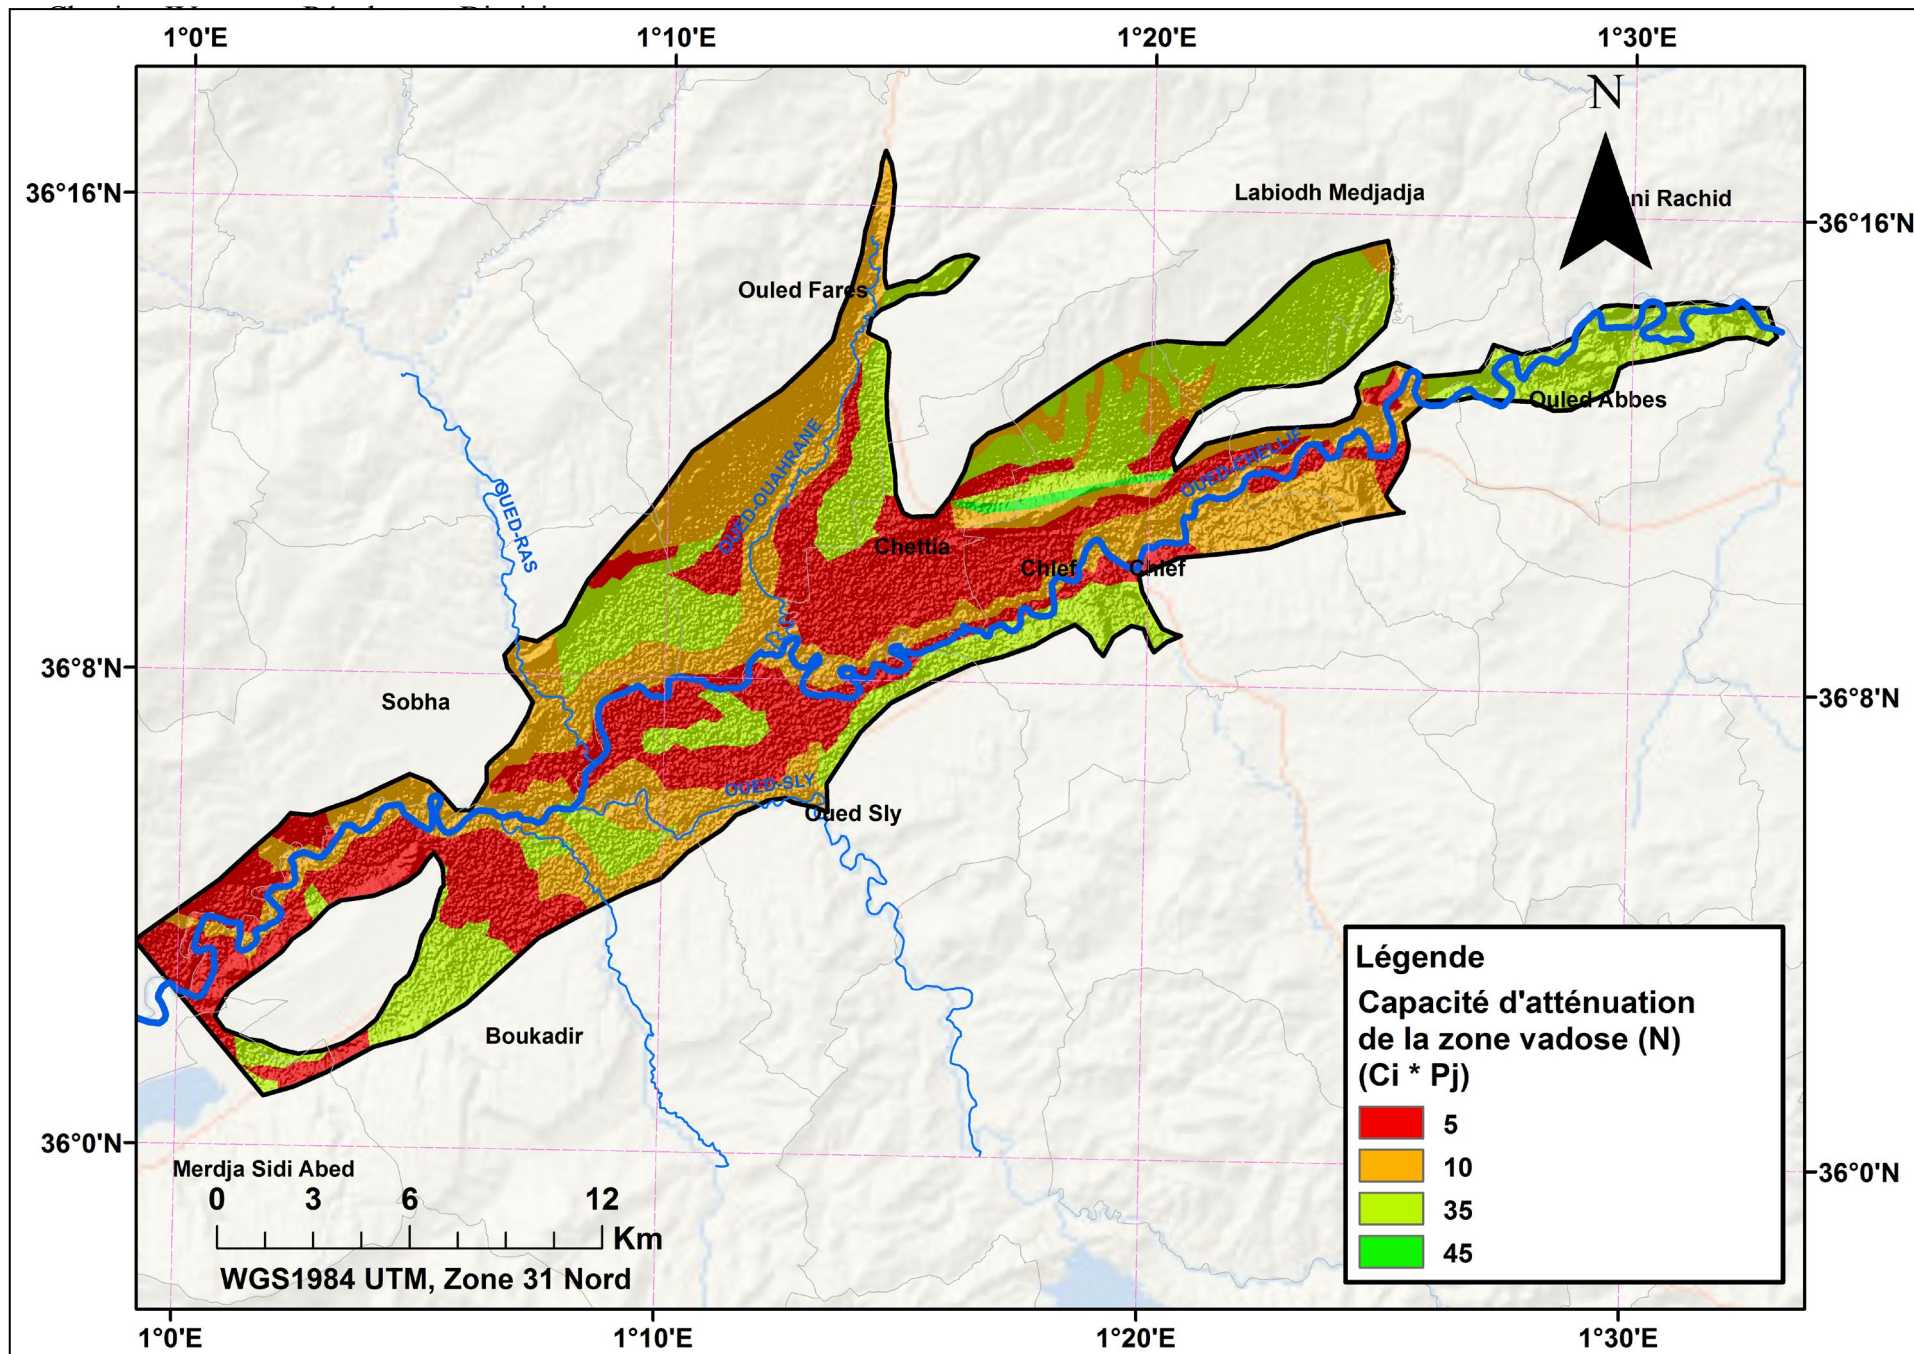 1°0'E 1°10'E 1°20'E 1°30'E
N
36°16'N
Labiodh Medjadja
ni Rachid
36°16'N
Ouled Fares
Ouled Abbes
OUED-OUAHRANE
OUED-CHELLIF
OUED-RAS
Chettia
Chlef
Chlef
36°8'N
Sobha
36°8'N
OUED-SLY
Oued Sly
Boukadir
36°0'N
36°0'N
Merdja Sidi Abed
0 3 6 12
Km
WGS1984 UTM, Zone 31 Nord
Légende
Capacité d'atténuation
de la zone vadose (N)
(Ci * Pj)
5
10
35
45
1°0'E 1°10'E 1°20'E 1°30'E